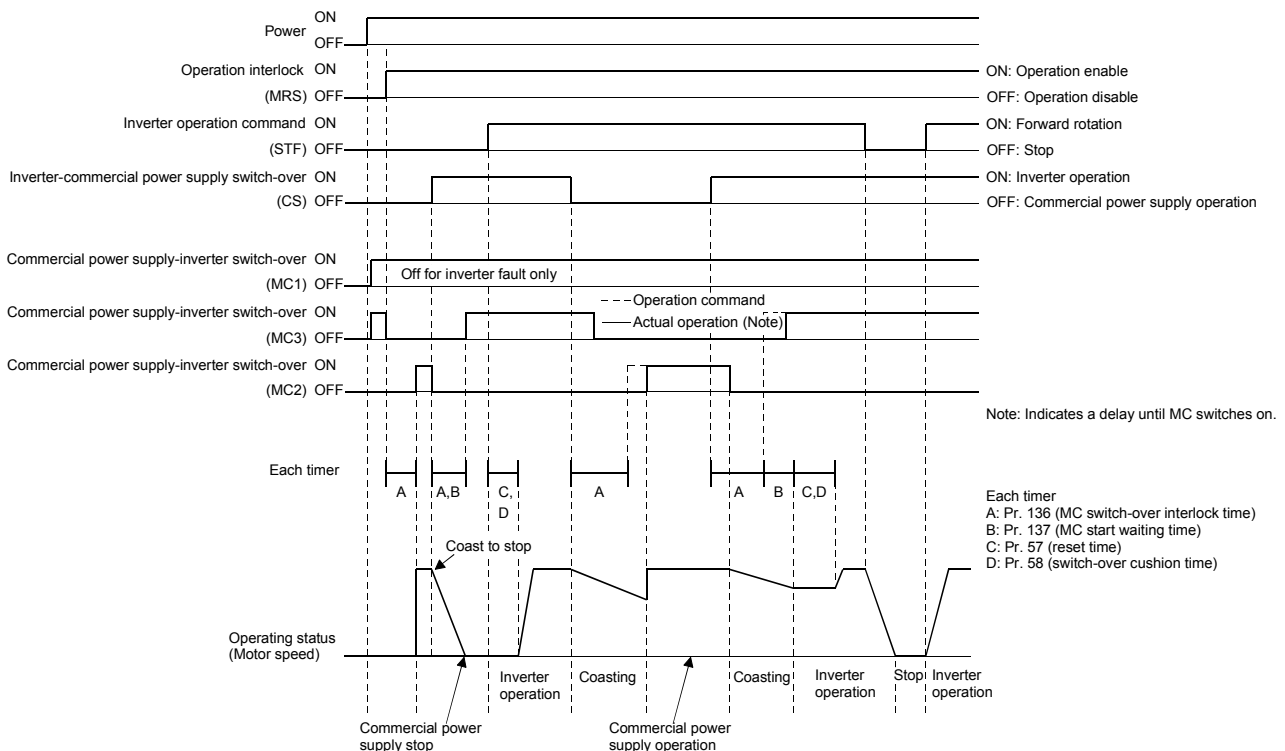 Power ON
OFF
Operation interlock ON
(MRS) OFF
ON: Operation enable
OFF: Operation disable
Inverter operation command ON
(STF) OFF
ON: Forward rotation
OFF: Stop
Inverter-commercial power supply switch-over ON
(CS) OFF
ON: Inverter operation
OFF: Commercial power supply operation
Commercial power supply-inverter switch-over ON
(MC1) OFF
Off for inverter fault only
Commercial power supply-inverter switch-over ON
(MC3) OFF
Operation command
Actual operation (Note)
Commercial power supply-inverter switch-over ON
(MC2) OFF
Note: Indicates a delay until MC switches on.
Each timer
A
A,B
C,
D
A
A
B
C,D
Each timer
A: Pr. 136 (MC switch-over interlock time)
B: Pr. 137 (MC start waiting time)
C: Pr. 57 (reset time)
D: Pr. 58 (switch-over cushion time)
Coast to stop
Operating status
(Motor speed)
Inverter
operation
Coasting
Coasting
Inverter
operation
Stop
Inverter
operation
Commercial power
supply stop
Commercial power
supply operation